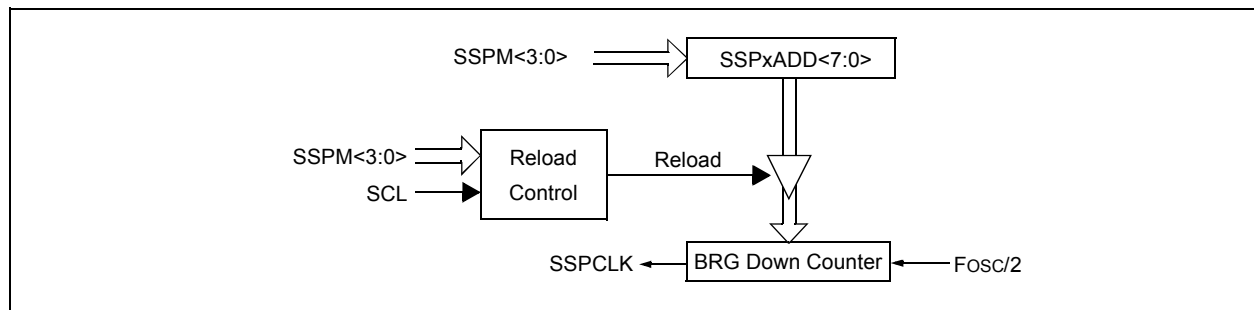 SSPM<3:0>
SSPxADD<7:0>
SSPM<3:0>
SCL
Reload
Control
Reload
SSPCLK
BRG Down Counter
FOSC/2